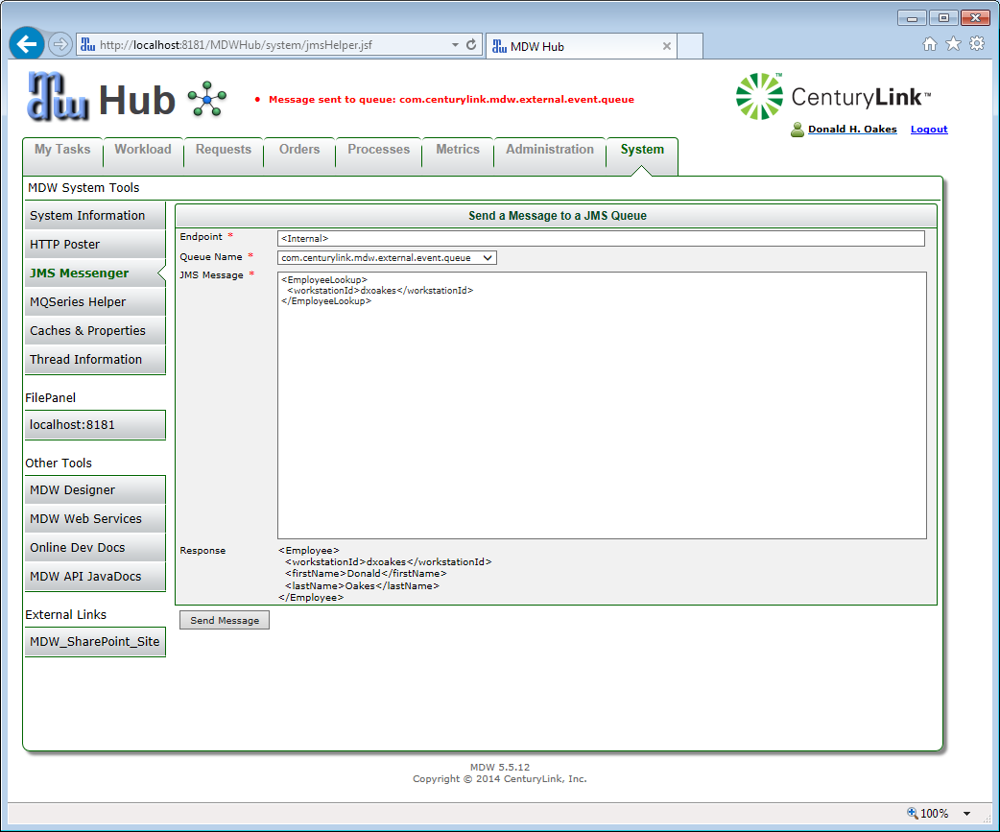 http://localhost:8181/MDWHub/system/jmsHelper.jsf
mdw MDW Hub
mdw Hub
• Message sent to queue: com.centurylink.mdw.external.event.queue
CenturyLink™
Donald H. Oakes Logout
My Tasks Workload Requests Orders Processes Metrics Administration System
MDW System Tools
System Information
HTTP Poster
JMS Messenger
MQSeries Helper
Caches & Properties
Thread Information
FilePanel
localhost:8181
Other Tools
MDW Designer
MDW Web Services
Online Dev Docs
MDW API JavaDocs
External Links
MDW_SharePoint_Site
Send a Message to a JMS Queue
Endpoint * <Internal>
Queue Name * com.centurylink.mdw.external.event.queue
JMS Message * <EmployeeLookup>
<workstationId>dxoakes</workstationId>
</EmployeeLookup>
Response <Employee>
<workstationId>dxoakes</workstationId>
<firstName>Donald</firstName>
<lastName>Oakes</lastName>
</Employee>
Send Message
MDW 5.5.12
Copyright © 2014 CenturyLink, Inc.
100%